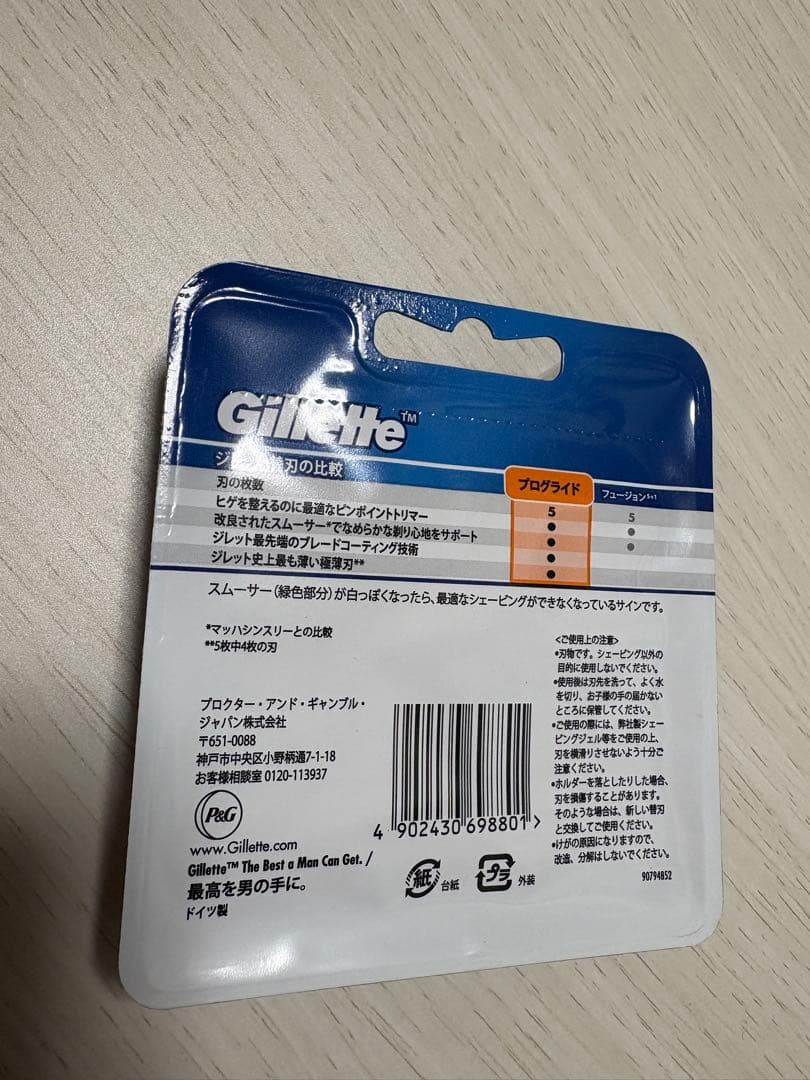 Gillette™
ジレット替刃の比較
プログライド
フュージョン5+1
刃の枚数
5
5
ヒゲを整えるのに最適なピンポイントトリマー
改良されたスムーサー*でなめらかな剃り心地をサポート
ジレット最先端のブレードコーティング技術
ジレット史上最も薄い極薄刃**
スムーサー(緑色部分)が白っぽくなったら、最適なシェービングができなくなっているサインです。
*マッハシンスリーとの比較
**5枚中4枚の刃
プロクター・アンド・ギャンブル・
ジャパン株式会社
〒651-0088
神戸市中央区小野柄通7-1-18
お客様相談室 0120-113937
P&G
www.Gillette.com
Gillette™ The Best a Man Can Get. /
最高を男の手に。
ドイツ製
4 902430 698801 >
紙 台紙
プラ 外装
<ご使用上の注意>
•刃物です。シェービング以外の
目的に使用しないでください。
•使用後は刃先を洗って、よく水
を切り、お子様の手の届かない
ところに保管してください。
•ご使用の際には、弊社製シェー
ビングジェル等をご使用の上、
刃を横滑りさせないよう十分ご
注意ください。
•ホルダーを落としたりした場合、
刃を損傷することがあります。
そのような場合は、新しい替刃
と交換してご使用ください。
•けがの原因になりますので、
改造、分解はしないでください。
90794852